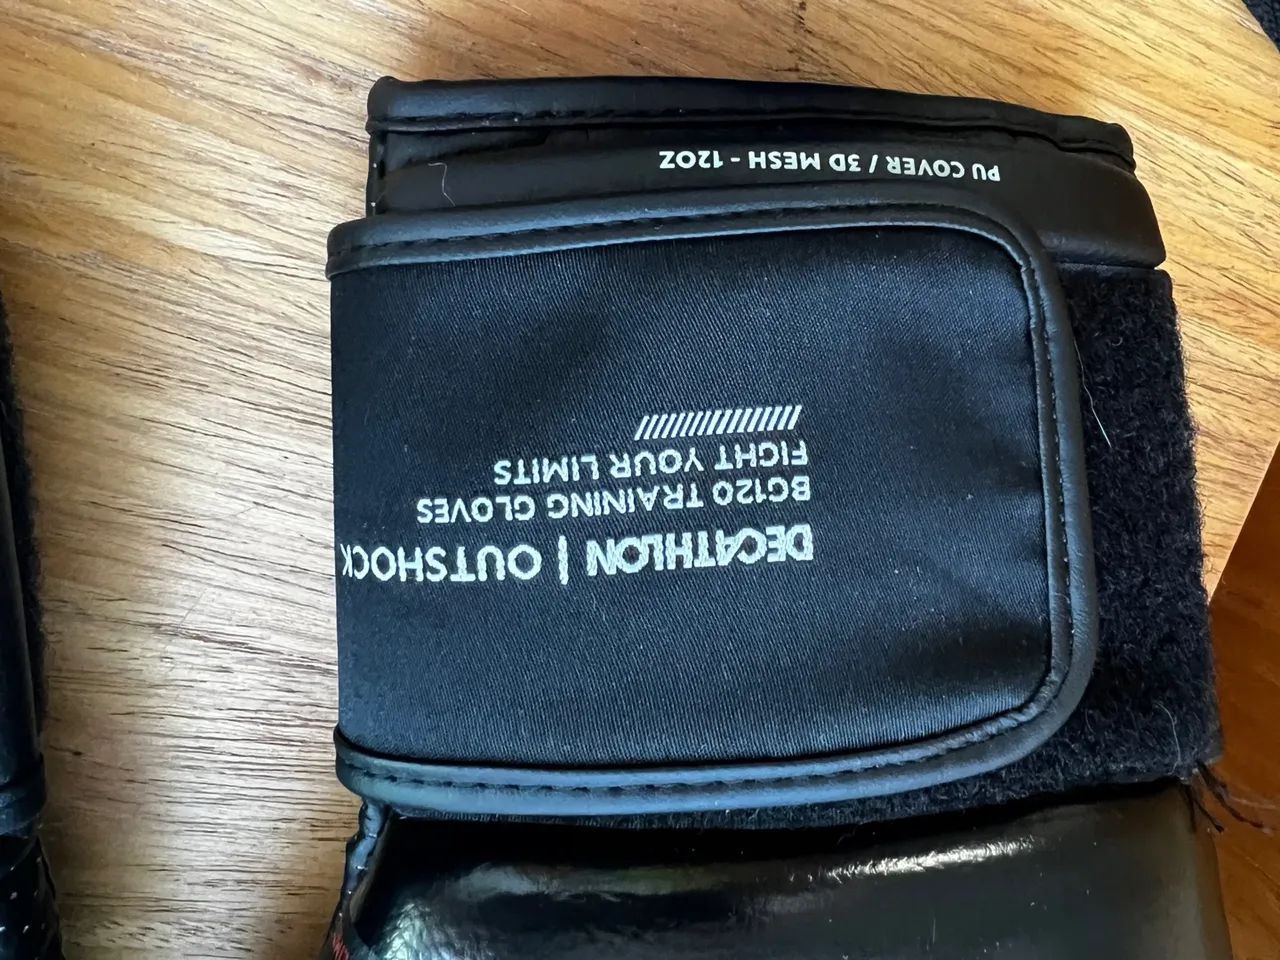 DECATHLON | OUTSHOCK
BG120 TRAINING GLOVES
FIGHT YOUR LIMITS
PU COVER / 3D MESH - 12OZ